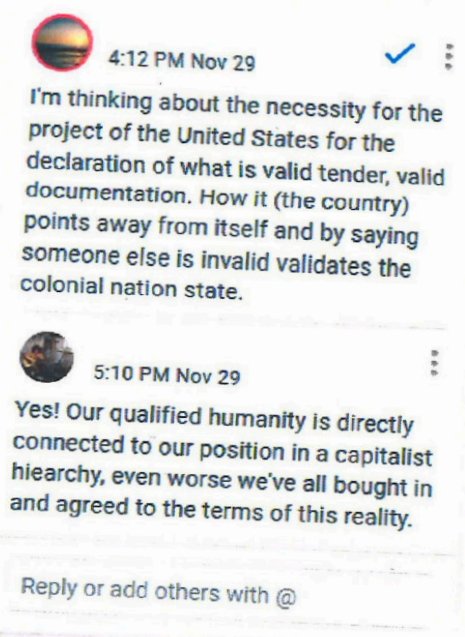 4:12 PM Nov 29
I'm thinking about the necessity for the
project of the United States for the
declaration of what is valid tender, valid
documentation. How it (the country)
points away from itself and by saying
someone else is invalid validates the
colonial nation state.
5:10 PM Nov 29
Yes! Our qualified humanity is directly
connected to our position in a capitalist
hiearchy, even worse we've all bought in
and agreed to the terms of this reality.
Reply or add others with @